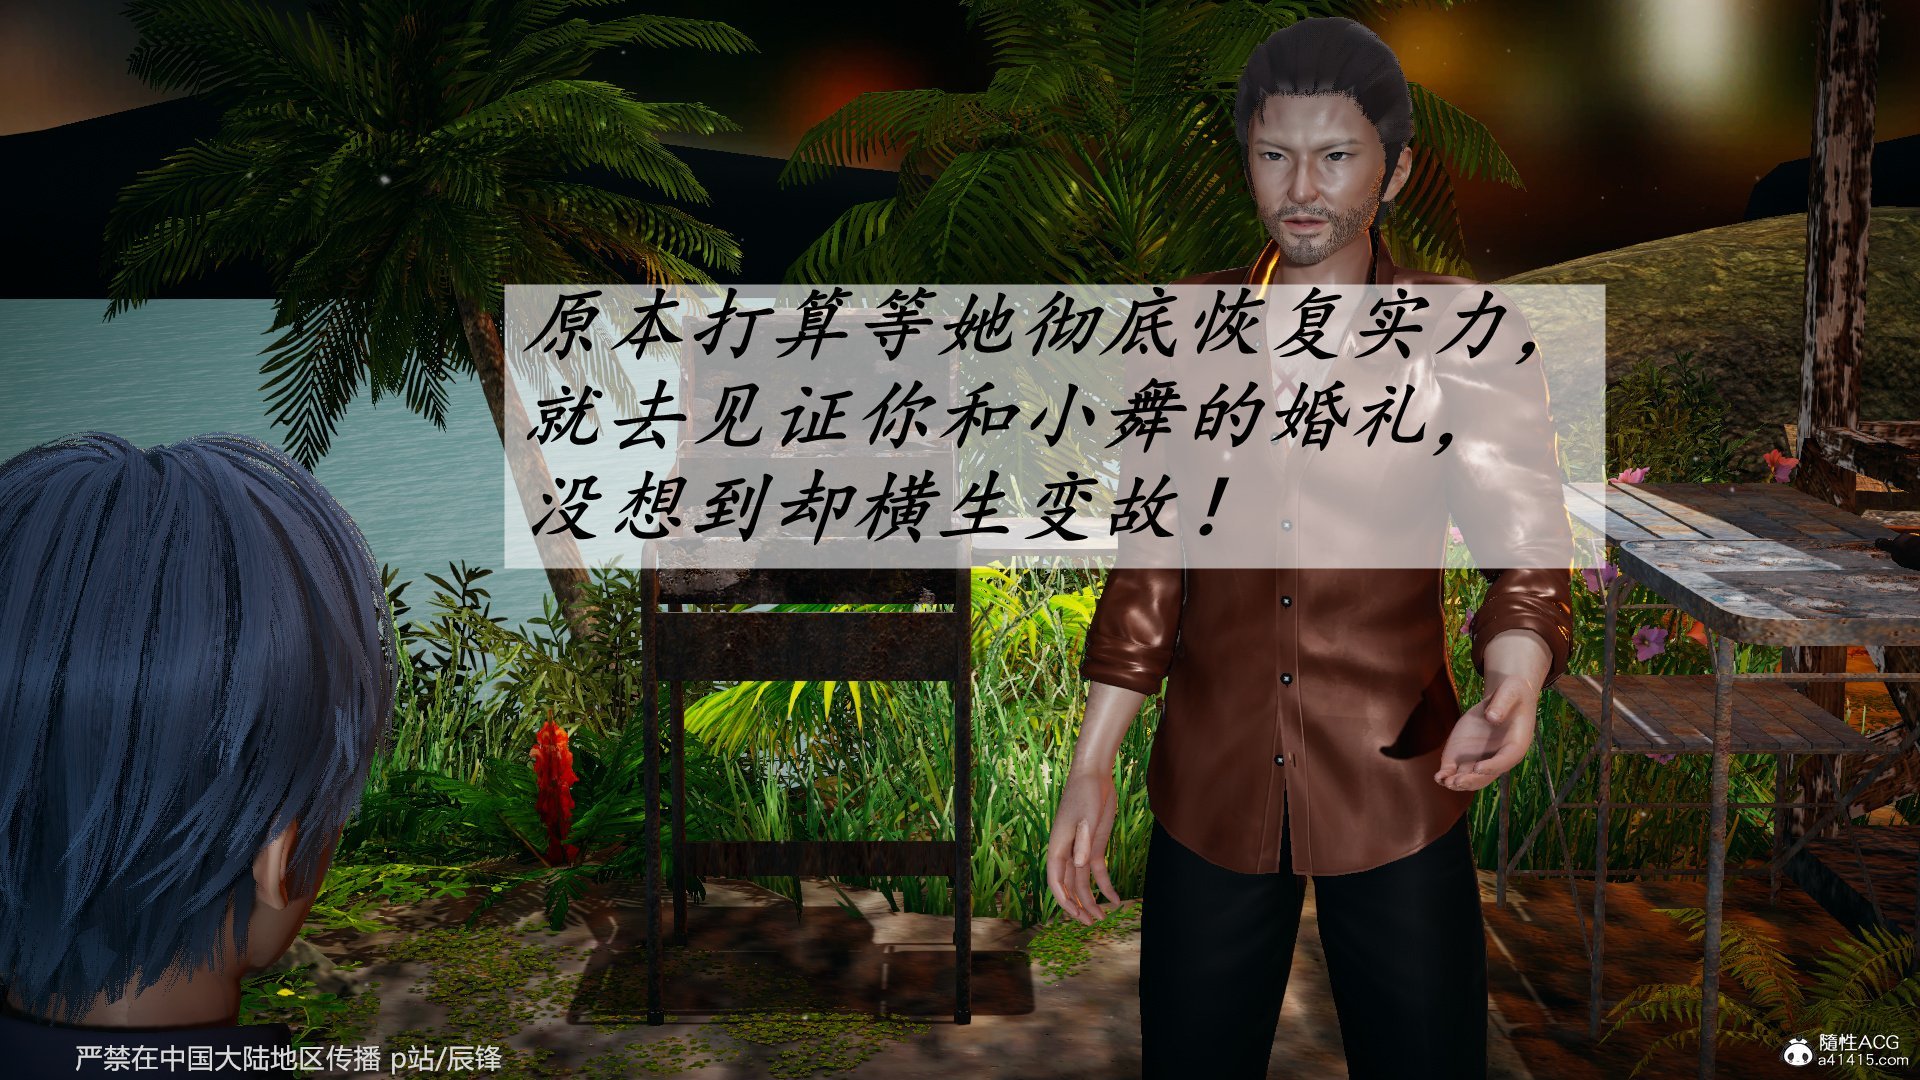 原本打算等她彻底恢复实力，
就去见证你和小舞的婚礼，
没想到却横生变故！
严禁在中国大陆地区传播 p站/辰锋
隨性ACG
a41415.com